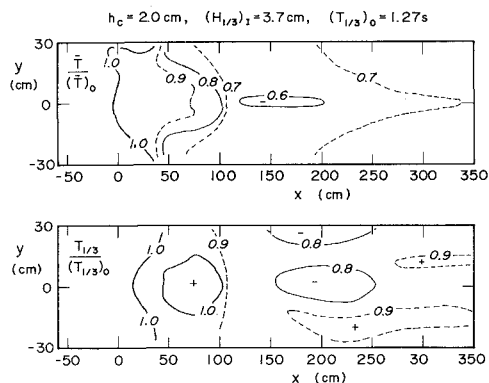 h_c = 2.0 cm, (H_1/3)_I = 3.7 cm, (T_1/3)_0 = 1.27s
30
y
(cm)
0
-30
T̄
(T̄)_0
1.0
0.9
0.8
0.7
0.6
-
0.7
1.0
-50 0 50 100 150 200 250 300 350
x (cm)
30
y
(cm)
0
-30
T_1/3
(T_1/3)_0
1.0
0.9
-
0.8
0.9
+
+
0.8
-
1.0
1.0
0.9
+
-50 0 50 100 150 200 250 300 350
x (cm)